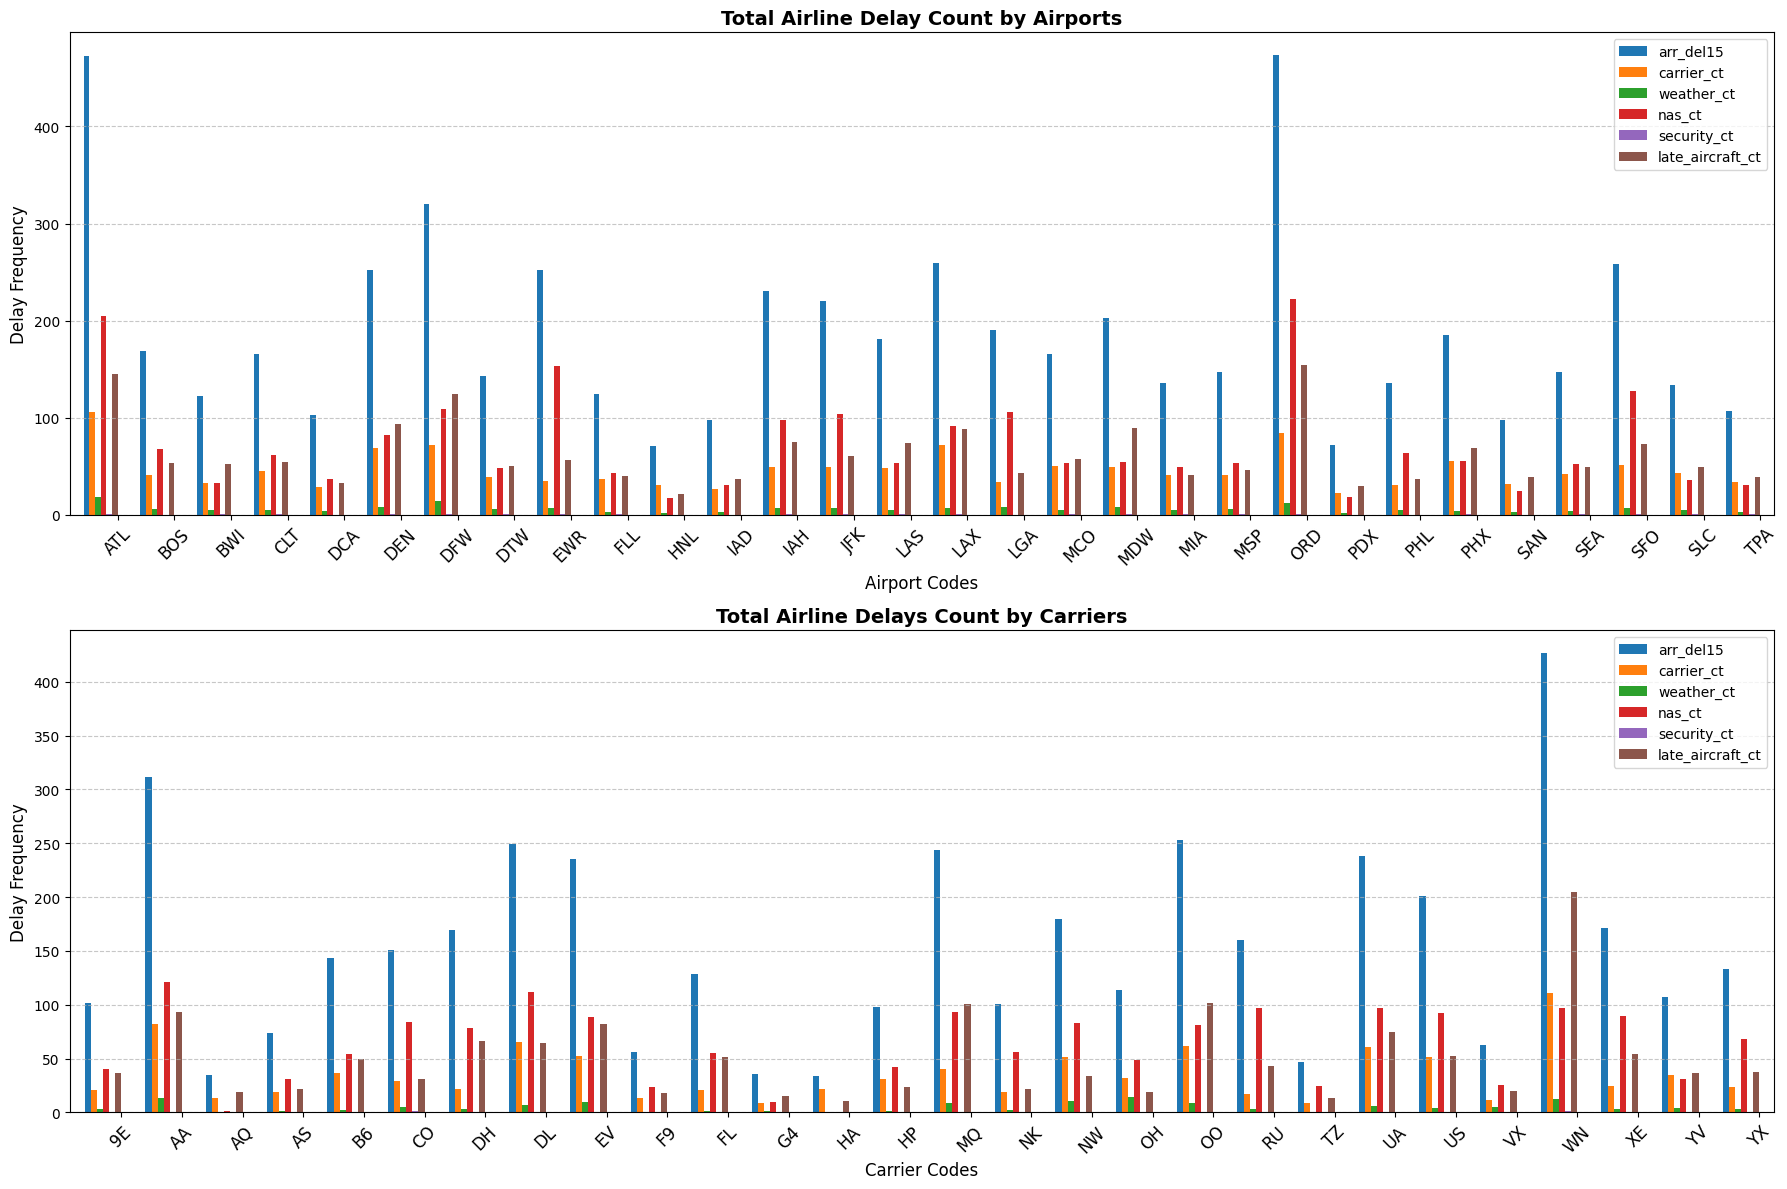 Total Airline Delay Count by Airports
arr_del15
carrier_ct
weather_ct
nas_ct
security_ct
late_aircraft_ct
Delay Frequency
400
300
200
100
0
ATL BOS BWI CLT DCA DEN DFW DTW EWR FLL HNL IAD IAH JFK LAS LAX LGA MCO MDW MIA MSP ORD PDX PHL PHX SAN SEA SFO SLC TPA
Airport Codes
Total Airline Delays Count by Carriers
arr_del15
carrier_ct
weather_ct
nas_ct
security_ct
late_aircraft_ct
Delay Frequency
400
350
300
250
200
150
100
50
0
9E AA AQ AS B6 CO DH DL EV F9 FL G4 HA HP MQ NK NW OH OO RU TZ UA US VX WN XE YV YX
Carrier Codes